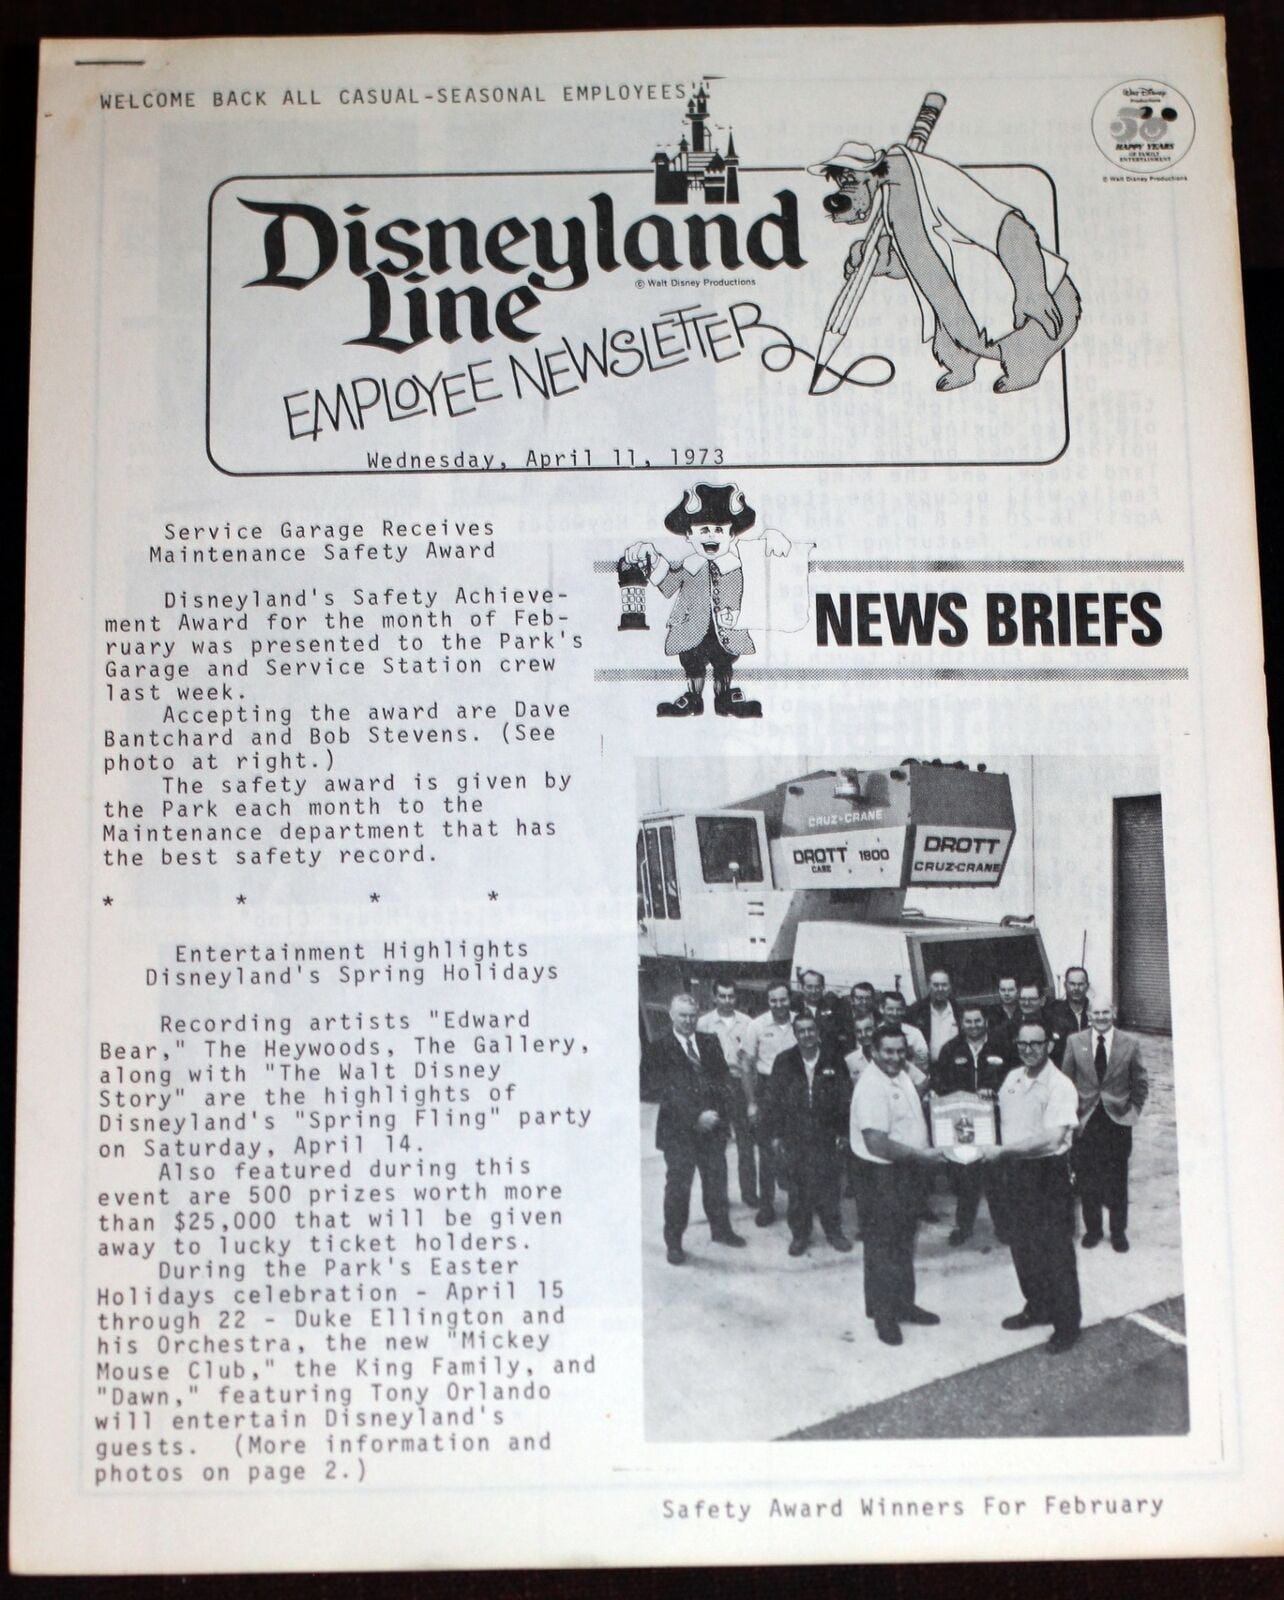 WELCOME BACK ALL CASUAL-SEASONAL EMPLOYEES!!
Walt Disney
Productions
50
HAPPY YEARS
OF FAMILY
ENTERTAINMENT
© Walt Disney Productions
Disneyland
Line
© Walt Disney Productions
EMPLOYEE NEWSLETTER
Wednesday, April 11, 1973
Service Garage Receives
Maintenance Safety Award
Disneyland's Safety Achieve-
ment Award for the month of Feb-
ruary was presented to the Park's
Garage and Service Station crew
last week.
Accepting the award are Dave
Bantchard and Bob Stevens. (See
photo at right.)
The safety award is given by
the Park each month to the
Maintenance department that has
the best safety record.
* * * *
Entertainment Highlights
Disneyland's Spring Holidays
Recording artists "Edward
Bear," The Heywoods, The Gallery,
along with "The Walt Disney
Story" are the highlights of
Disneyland's "Spring Fling" party
on Saturday, April 14.
Also featured during this
event are 500 prizes worth more
than $25,000 that will be given
away to lucky ticket holders.
During the Park's Easter
Holidays celebration - April 15
through 22 - Duke Ellington and
his Orchestra, the new "Mickey
Mouse Club," the King Family, and
"Dawn," featuring Tony Orlando
will entertain Disneyland's
guests. (More information and
photos on page 2.)
NEWS BRIEFS
CRUZ-CRANE
DROTT 1800
CASE
DROTT
CRUZ-CRANE
Safety Award Winners For February